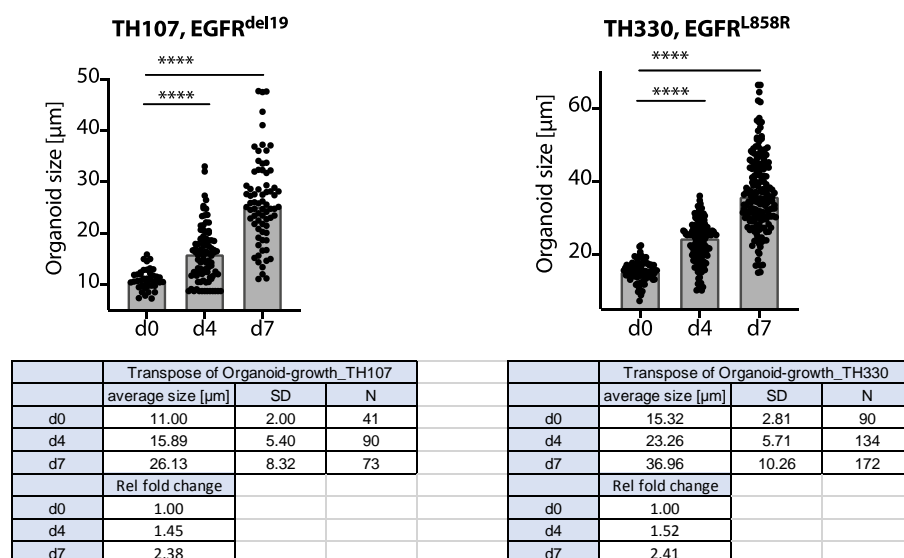 TH107, EGFRdel19
****
****
50
40
30
20
10
Organoid size [µm]
d0 d4 d7
TH330, EGFRL858R
****
****
60
40
20
Organoid size [µm]
d0 d4 d7
Transpose of Organoid-growth_TH107
average size [µm] SD N
d0 11.00 2.00 41
d4 15.89 5.40 90
d7 26.13 8.32 73
Rel fold change
d0 1.00
d4 1.45
d7 2.38
Transpose of Organoid-growth_TH330
average size [µm] SD N
d0 15.32 2.81 90
d4 23.26 5.71 134
d7 36.96 10.26 172
Rel fold change
d0 1.00
d4 1.52
d7 2.41